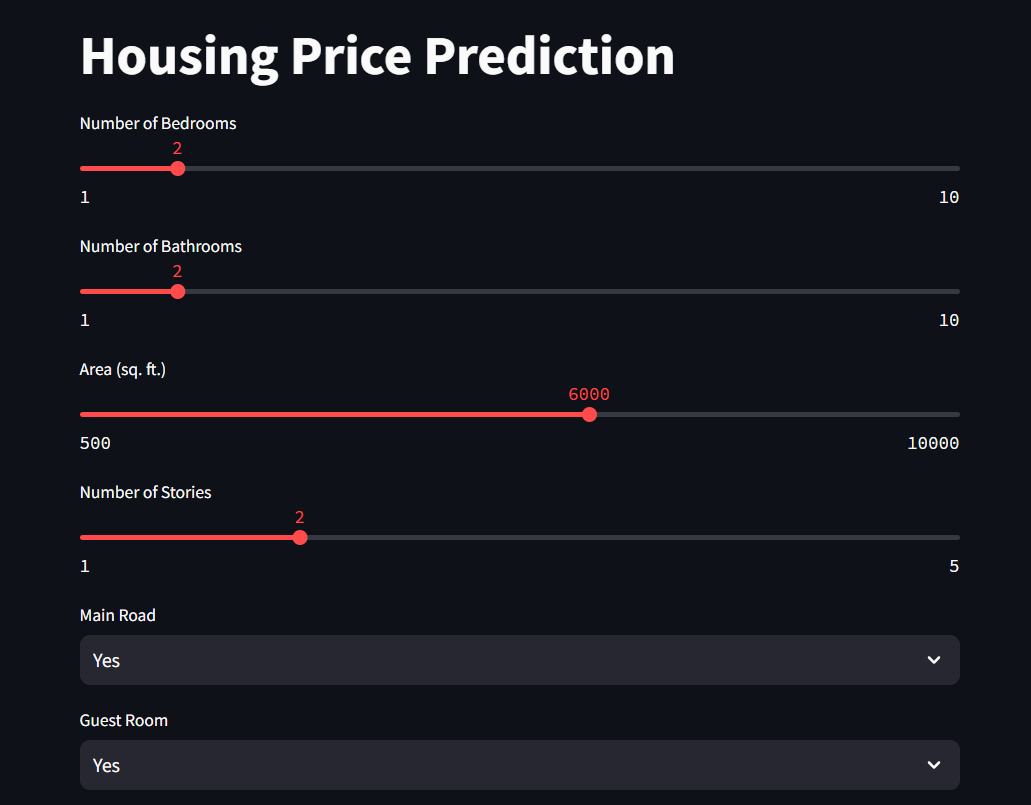 Housing Price Prediction
Number of Bedrooms
2
1 10
Number of Bathrooms
2
1 10
Area (sq. ft.)
6000
500 10000
Number of Stories
2
1 5
Main Road
Yes
Guest Room
Yes